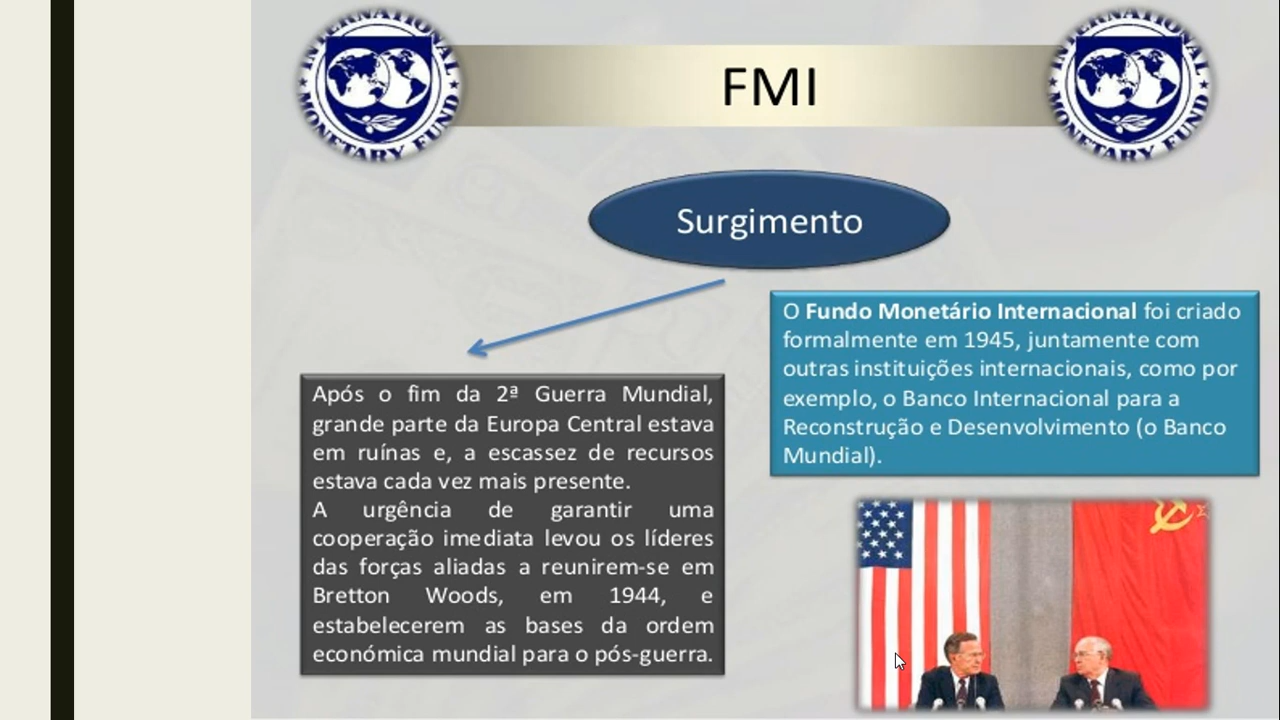 INTERNATIONAL MONETARY FUND
FMI
INTERNATIONAL MONETARY FUND
Surgimento
O Fundo Monetário Internacional foi criado
formalmente em 1945, juntamente com
outras instituições internacionais, como por
exemplo, o Banco Internacional para a
Reconstrução e Desenvolvimento (o Banco
Mundial).
Após o fim da 2ª Guerra Mundial,
grande parte da Europa Central estava
em ruínas e, a escassez de recursos
estava cada vez mais presente.
A urgência de garantir uma
cooperação imediata levou os líderes
das forças aliadas a reunirem-se em
Bretton Woods, em 1944, e
estabelecerem as bases da ordem
económica mundial para o pós-guerra.